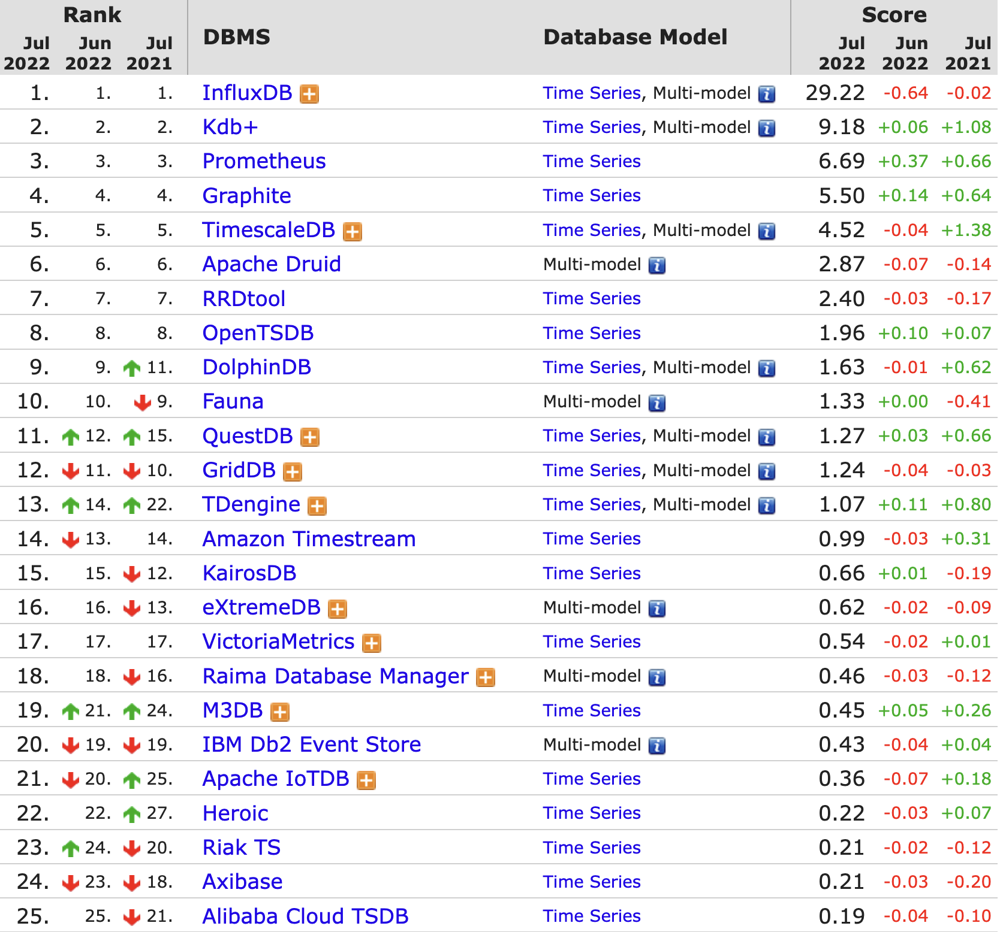 Rank DBMS Database Model Score
Jul 2022 Jun 2022 Jul 2021 Jul 2022 Jun 2022 Jul 2021
1. 1. 1. InfluxDB Time Series, Multi-model 29.22 -0.64 -0.02
2. 2. 2. Kdb+ Time Series, Multi-model 9.18 +0.06 +1.08
3. 3. 3. Prometheus Time Series 6.69 +0.37 +0.66
4. 4. 4. Graphite Time Series 5.50 +0.14 +0.64
5. 5. 5. TimescaleDB Time Series, Multi-model 4.52 -0.04 +1.38
6. 6. 6. Apache Druid Multi-model 2.87 -0.07 -0.14
7. 7. 7. RRDtool Time Series 2.40 -0.03 -0.17
8. 8. 8. OpenTSDB Time Series 1.96 +0.10 +0.07
9. 9. 11. DolphinDB Time Series, Multi-model 1.63 -0.01 +0.62
10. 10. 9. Fauna Multi-model 1.33 +0.00 -0.41
11. 12. 15. QuestDB Time Series, Multi-model 1.27 +0.03 +0.66
12. 11. 10. GridDB Time Series, Multi-model 1.24 -0.04 -0.03
13. 14. 22. TDengine Time Series, Multi-model 1.07 +0.11 +0.80
14. 13. 14. Amazon Timestream Time Series 0.99 -0.03 +0.31
15. 15. 12. KairosDB Time Series 0.66 +0.01 -0.19
16. 16. 13. eXtremeDB Multi-model 0.62 -0.02 -0.09
17. 17. 17. VictoriaMetrics Time Series 0.54 -0.02 +0.01
18. 18. 16. Raima Database Manager Multi-model 0.46 -0.03 -0.12
19. 21. 24. M3DB Time Series 0.45 +0.05 +0.26
20. 19. 19. IBM Db2 Event Store Multi-model 0.43 -0.04 +0.04
21. 20. 25. Apache IoTDB Time Series 0.36 -0.07 +0.18
22. 22. 27. Heroic Time Series 0.22 -0.03 +0.07
23. 24. 20. Riak TS Time Series 0.21 -0.02 -0.12
24. 23. 18. Axibase Time Series 0.21 -0.03 -0.20
25. 25. 21. Alibaba Cloud TSDB Time Series 0.19 -0.04 -0.10